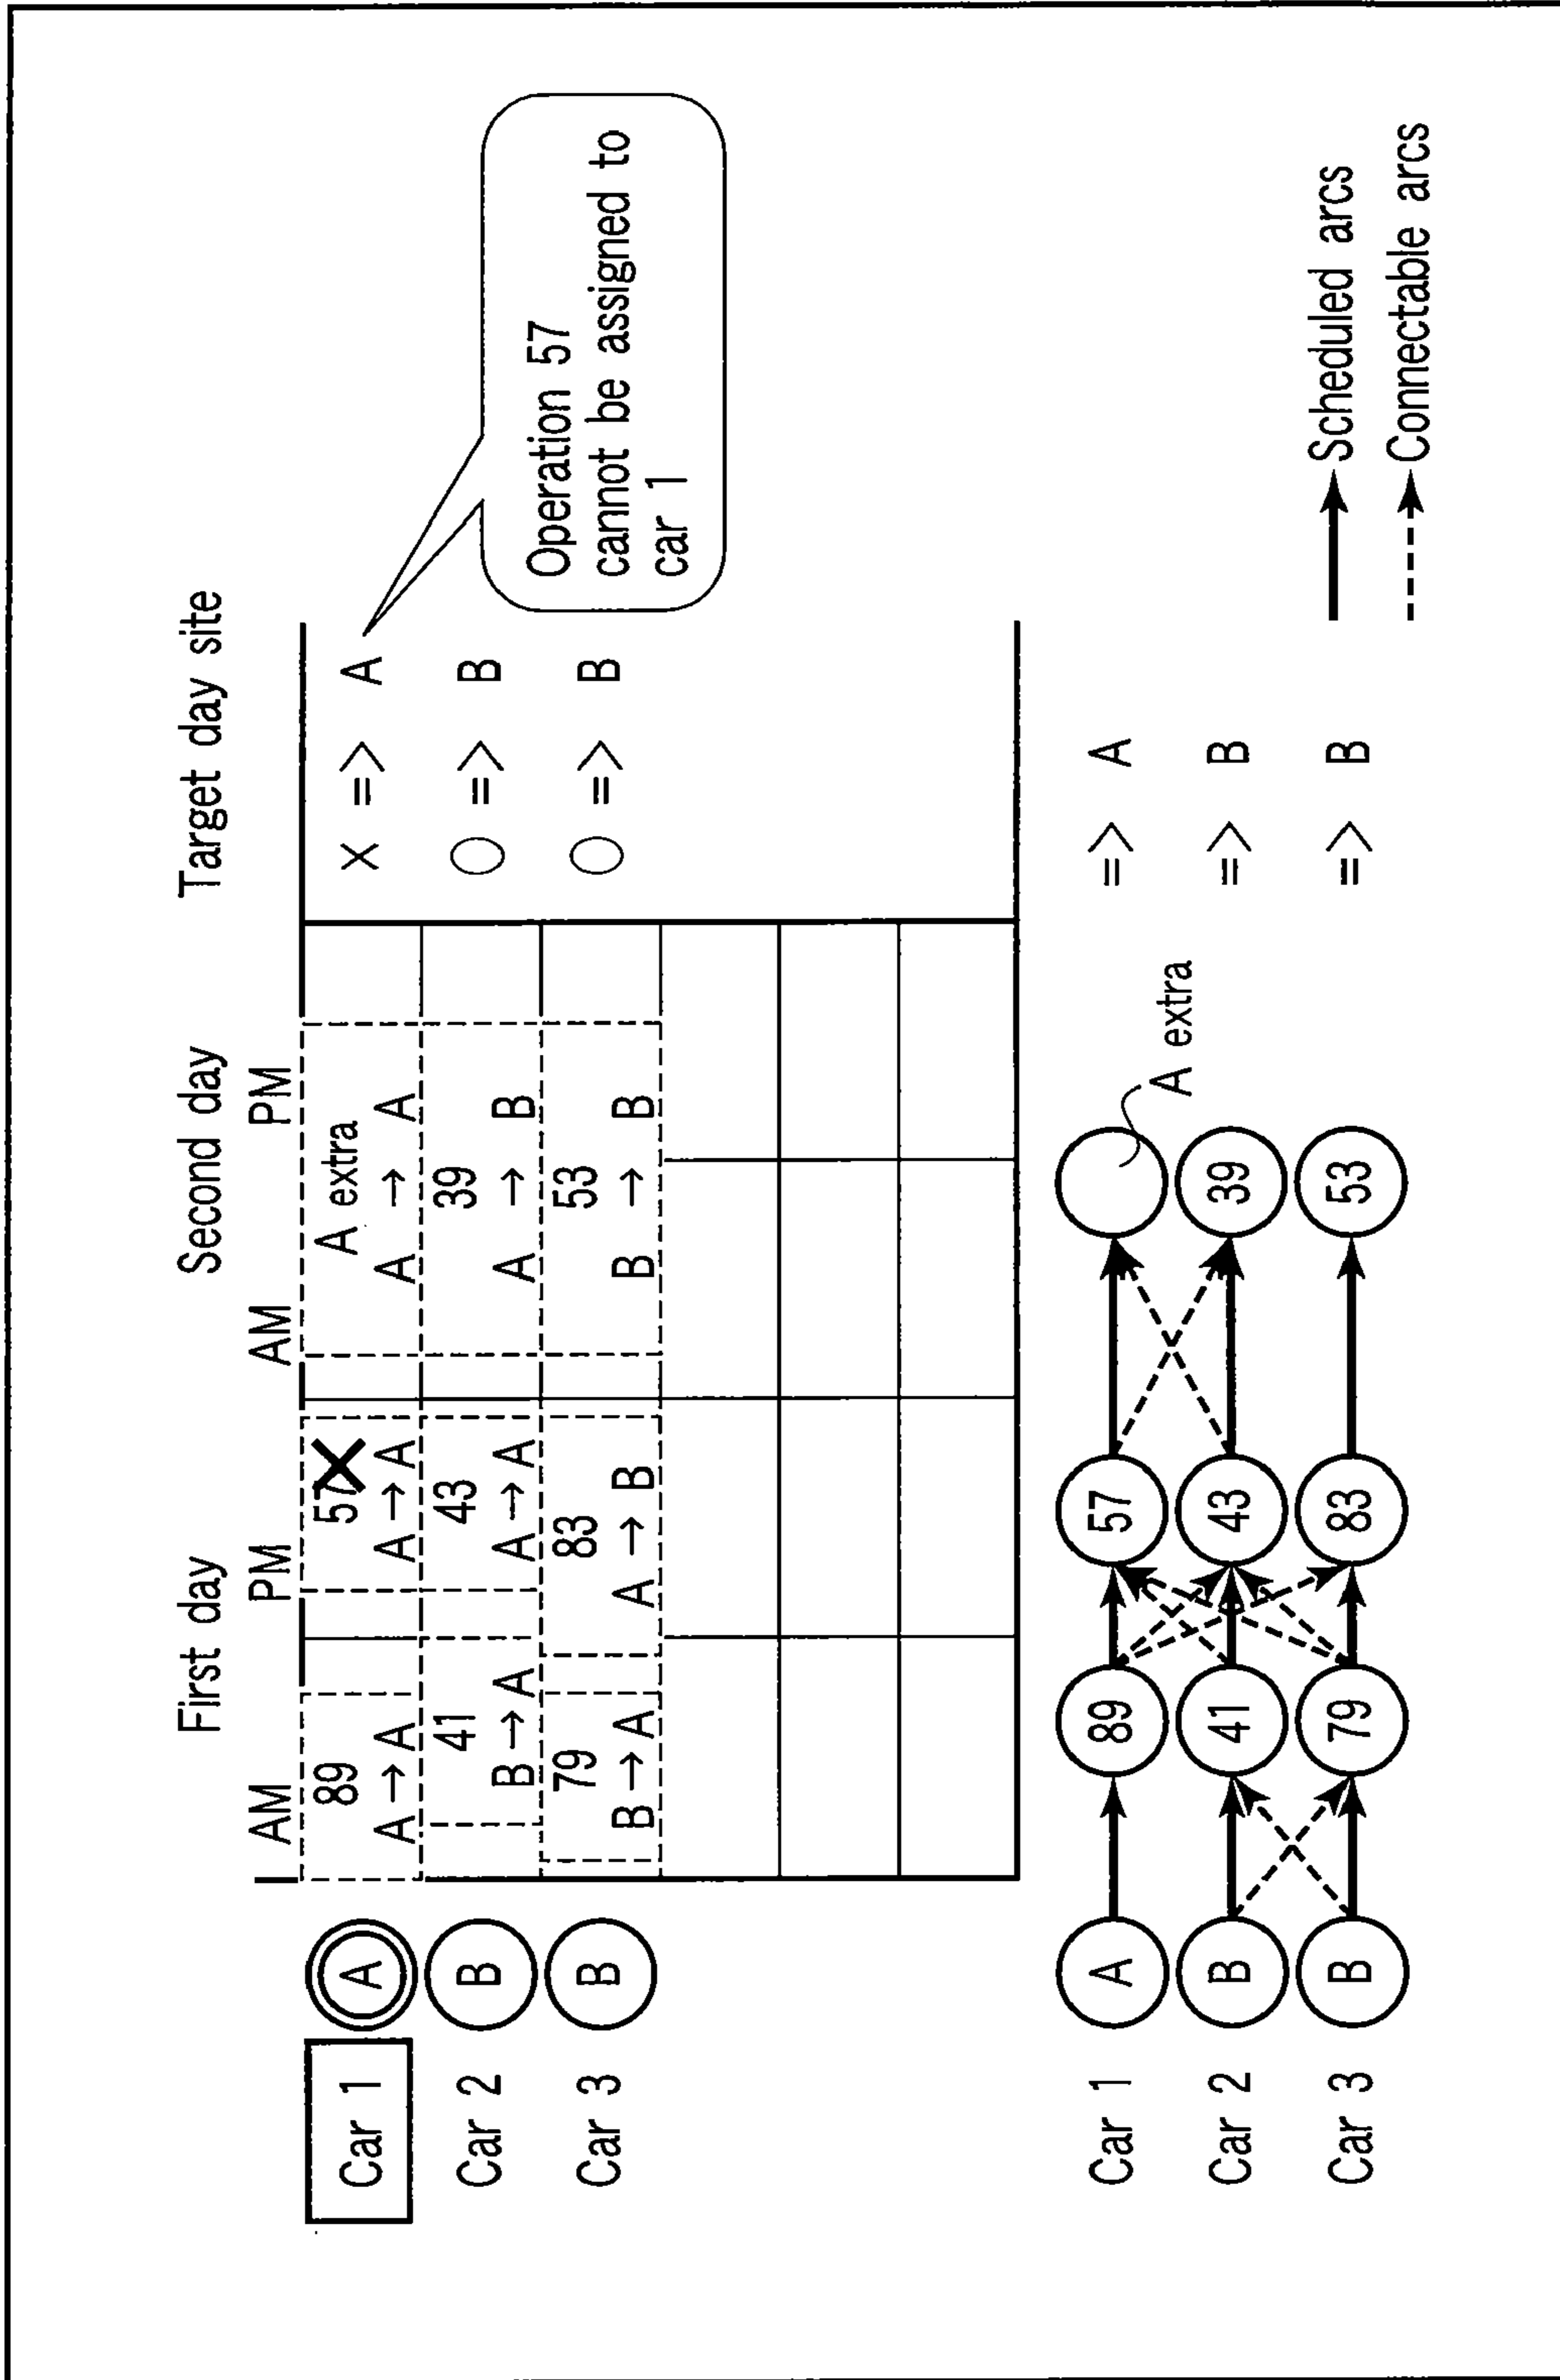 First day Second day Target day site
AM PM AM PM
Car 1 A 89 57 A extra X => A
A → A A → A A → A
Car 2 B 41 43 39 ○ => B
B → A A → A A → B
Car 3 B 79 83 53 ○ => B
B → A A → B B → B
Operation 57
cannot be assigned to
car 1
Car 1 A 89 57 => A
A extra
Car 2 B 41 43 39 => B
Car 3 B 79 83 53 => B
Scheduled arcs
Connectable arcs